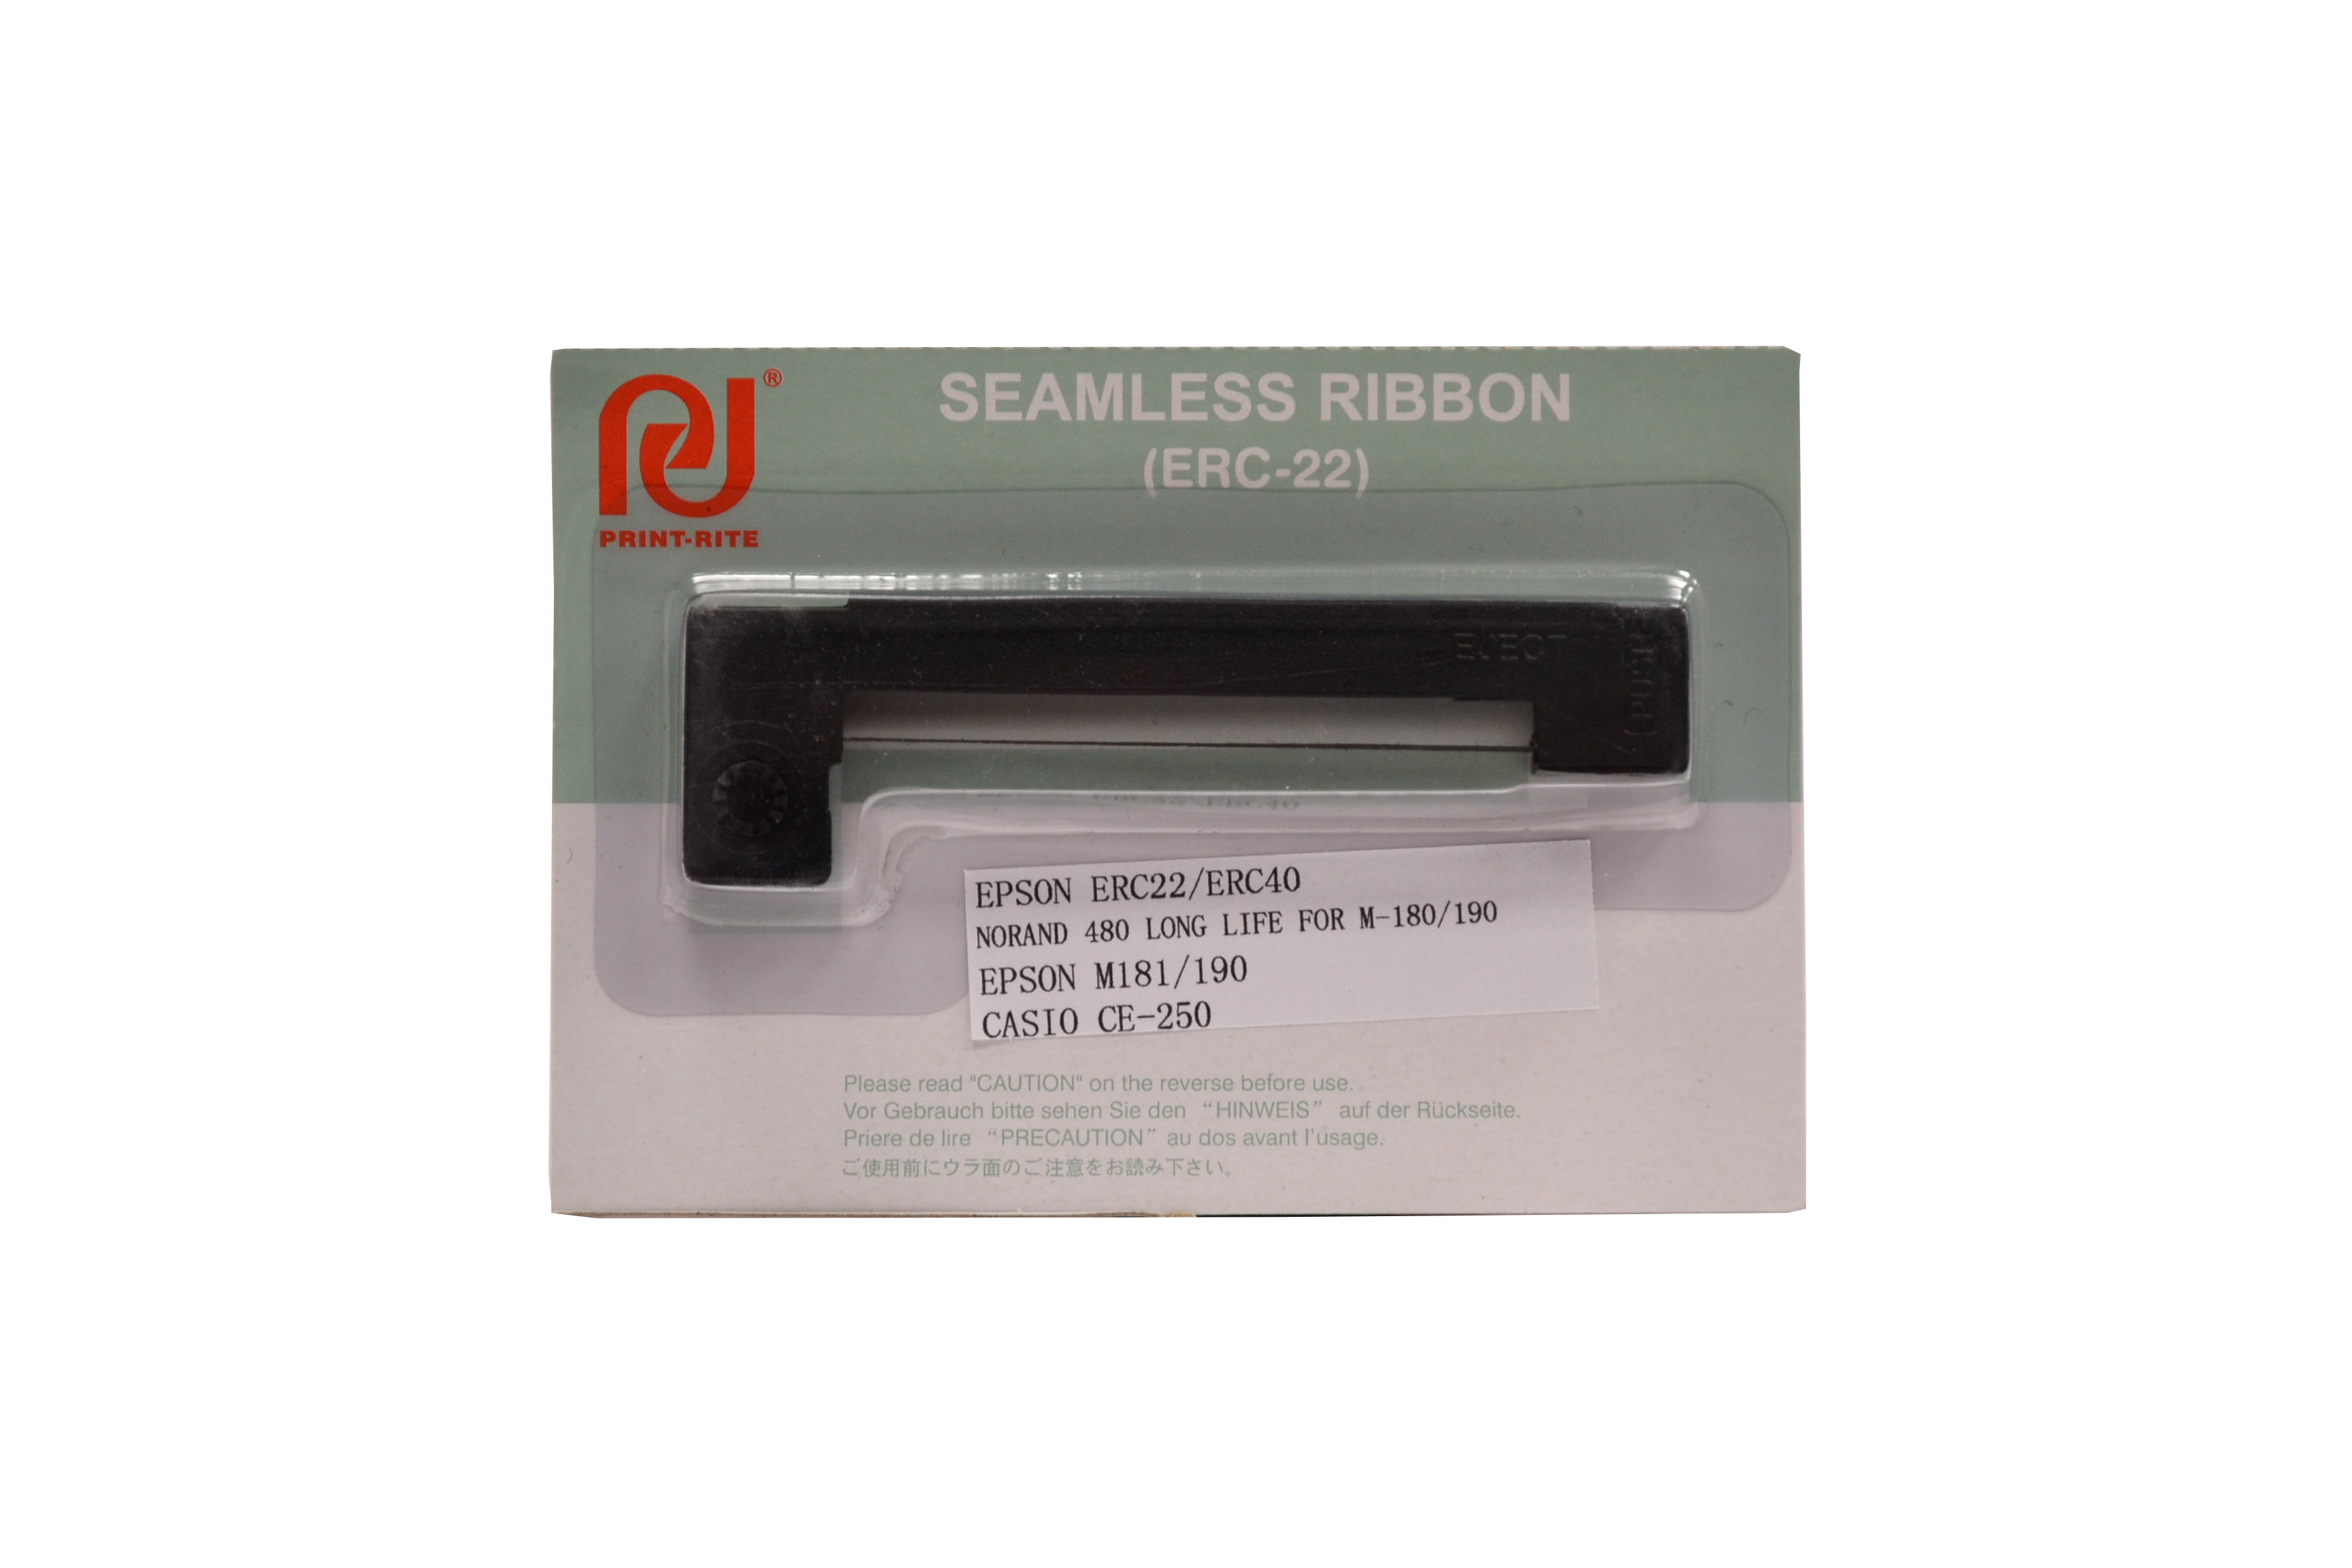 ®
SEAMLESS RIBBON
(ERC-22)
PRINT-RITE
EJECT
PUSH
EPSON ERC22/ERC40
NORAND 480 LONG LIFE FOR M-180/190
EPSON M181/190
CASIO CE-250
Please read "CAUTION" on the reverse before use.
Vor Gebrauch bitte sehen Sie den “HINWEIS” auf der Rückseite.
Priere de lire “PRECAUTION” au dos avant l'usage.
ご使用前にウラ面のご注意をお読み下さい。